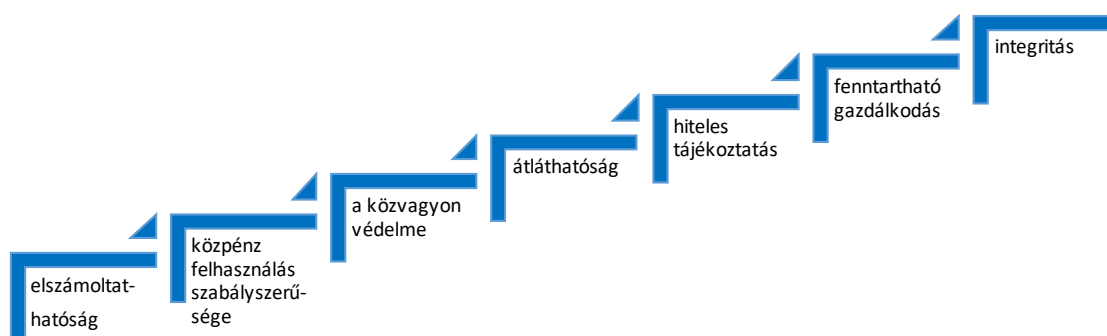 elszámoltat-
hatóság
közpénz
felhasználás
szabályszerű-
sége
a közvagyon
védelme
átláthatóság
hiteles
tájékoztatás
fenntartható
gazdálkodás
integritás